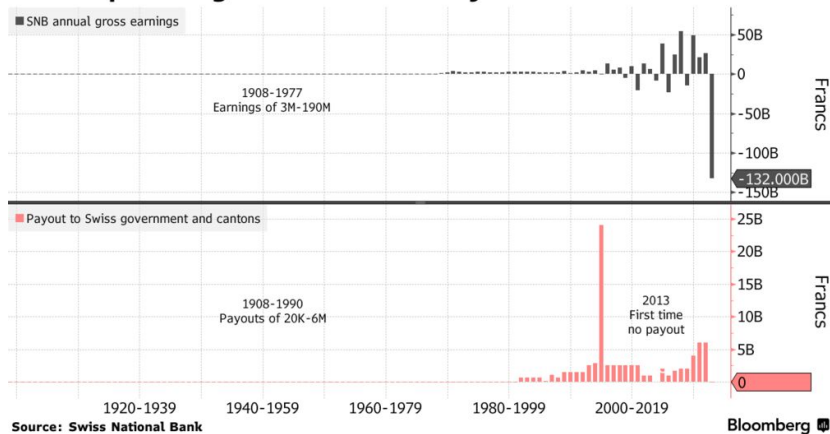 SNB annual gross earnings
50B
0
-50B
-100B
-132.000B
-150B
Francs
1908-1977
Earnings of 3M-190M
Payout to Swiss government and cantons
25B
20B
15B
10B
5B
0
Francs
1908-1990
Payouts of 20K-6M
2013
First time
no payout
1920-1939
1940-1959
1960-1979
1980-1999
2000-2019
Source: Swiss National Bank
Bloomberg